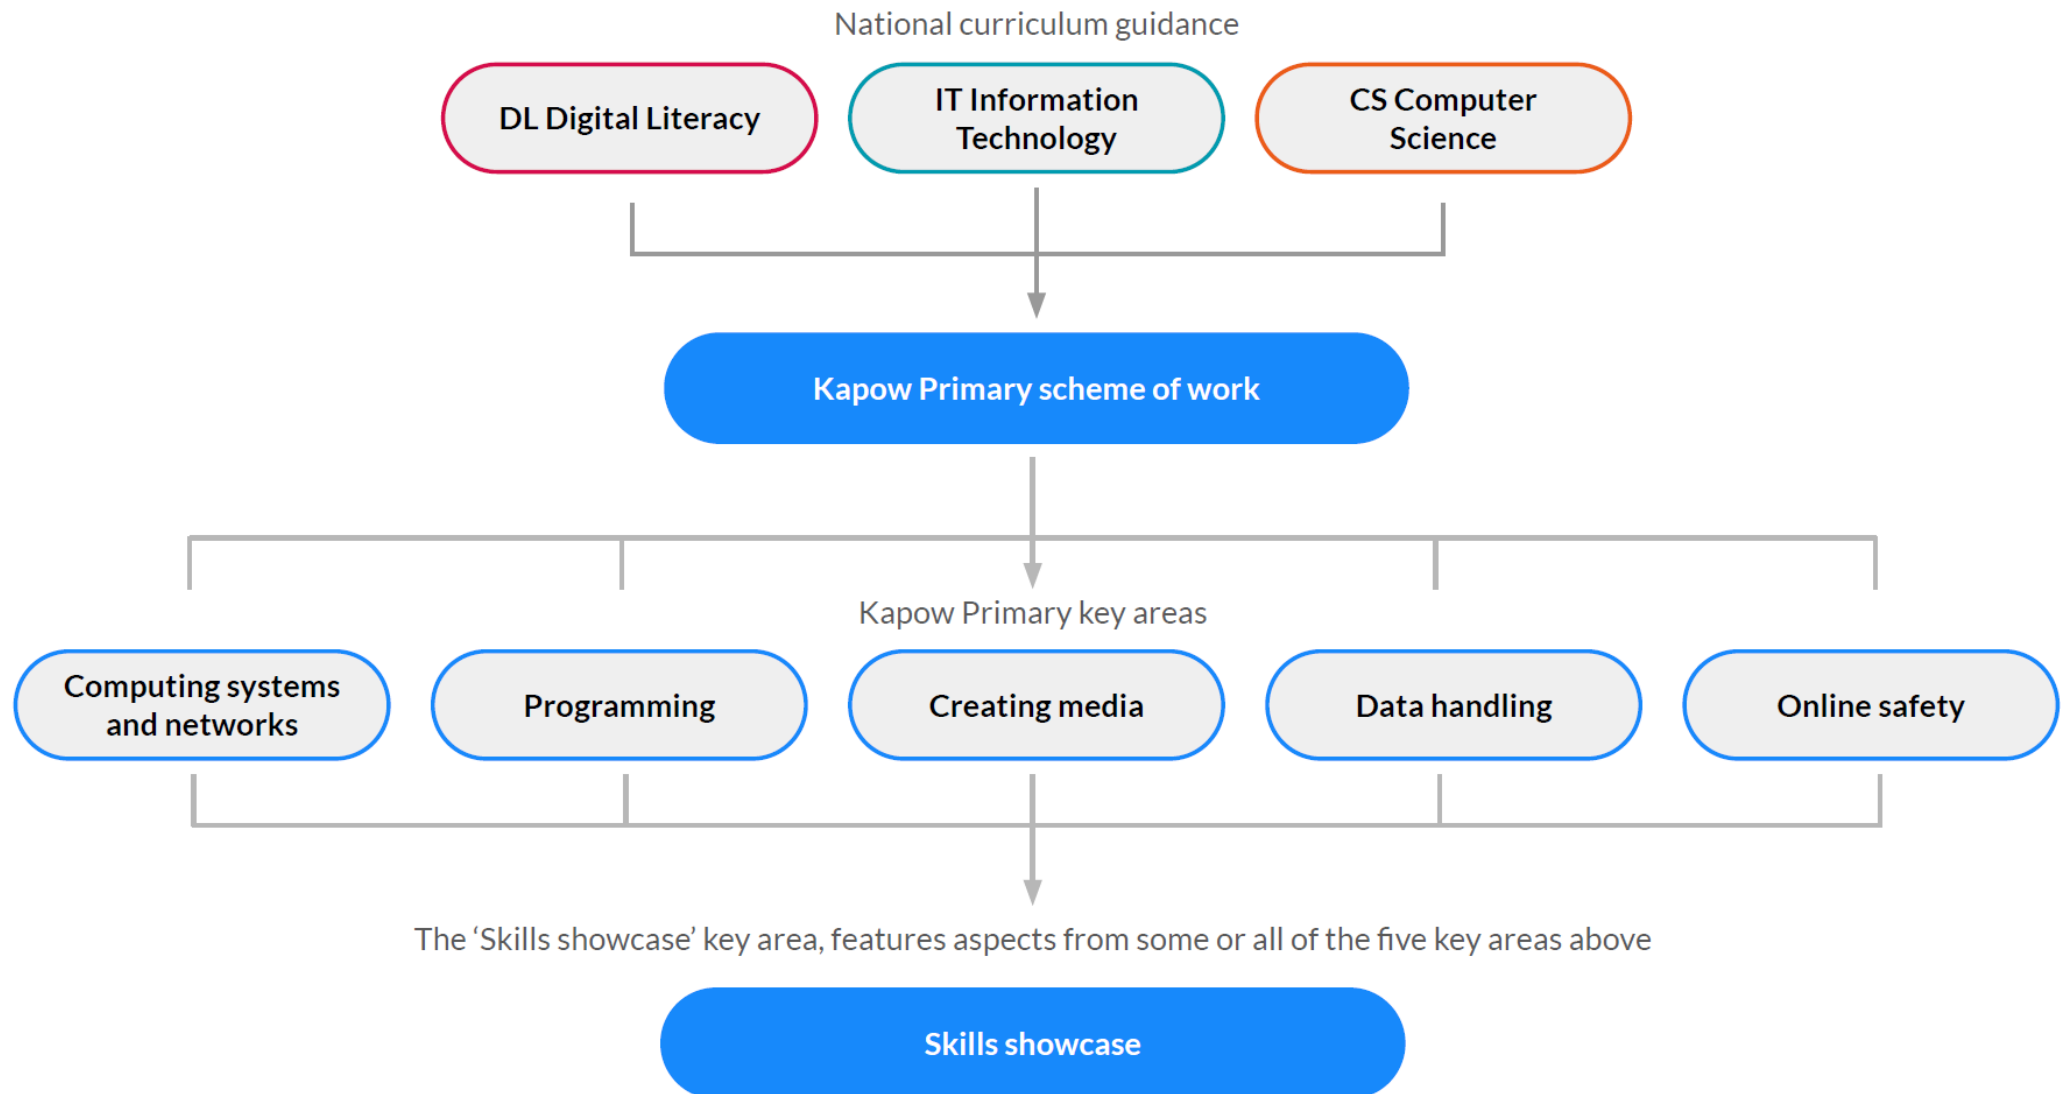 National curriculum guidance
DL Digital Literacy
IT Information
Technology
CS Computer
Science
Kapow Primary scheme of work
Kapow Primary key areas
Computing systems
and networks
Programming
Creating media
Data handling
Online safety
The ‘Skills showcase’ key area, features aspects from some or all of the five key areas above
Skills showcase